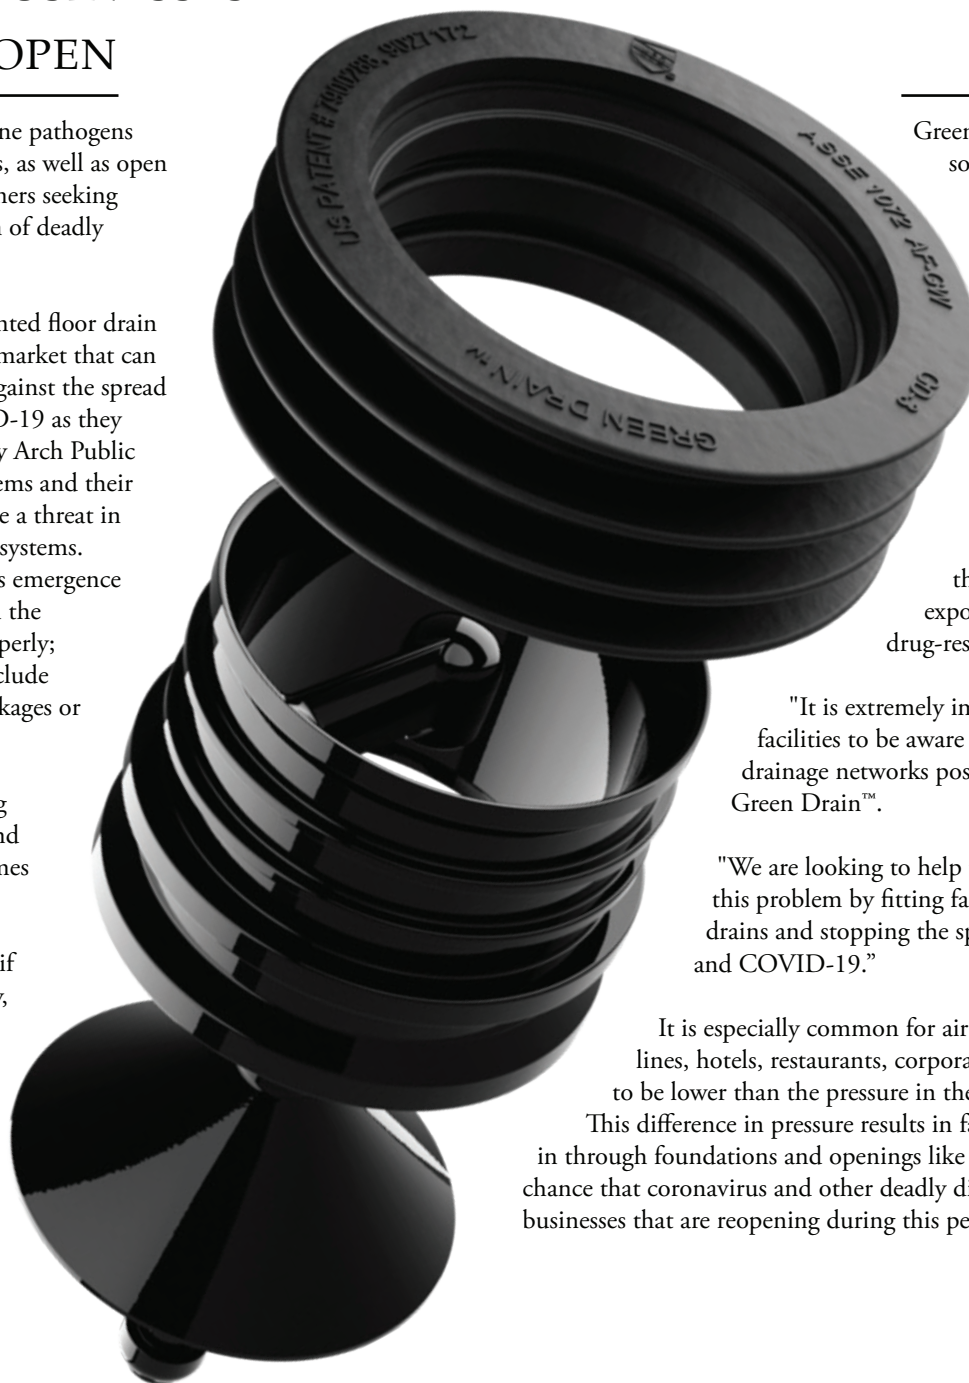 OPEN
ne pathogens
s, as well as open
ners seeking
n of deadly
nted floor drain
market that can
gainst the spread
D-19 as they
y Arch Public
ems and their
e a threat in
systems.
s emergence
the
perly;
clude
kages or
g
nd
nes
if
y,
US PATENT #7900288, 9027172
ASSE 1072 AF-GW
GD3
GREEN DRAIN™
Green
so
th
expo
drug-res
"It is extremely in
facilities to be aware
drainage networks pos
Green Drain™.
"We are looking to help
this problem by fitting fa
drains and stopping the sp
and COVID-19.”
It is especially common for air
lines, hotels, restaurants, corpora
to be lower than the pressure in the
This difference in pressure results in fa
in through foundations and openings like
chance that coronavirus and other deadly di
businesses that are reopening during this pe